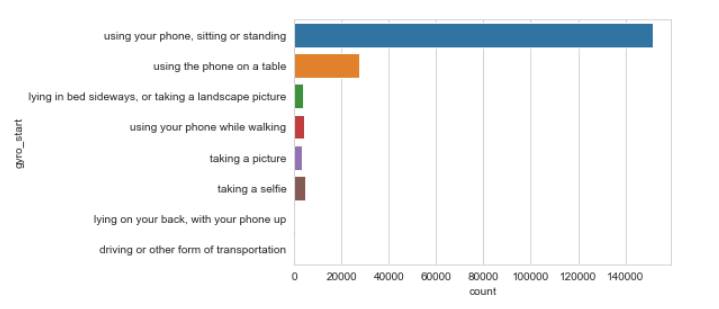 using your phone, sitting or standing
using the phone on a table
lying in bed sideways, or taking a landscape picture
using your phone while walking
taking a picture
taking a selfie
lying on your back, with your phone up
driving or other form of transportation
gyro_start
0 20000 40000 60000 80000 100000 120000 140000
count